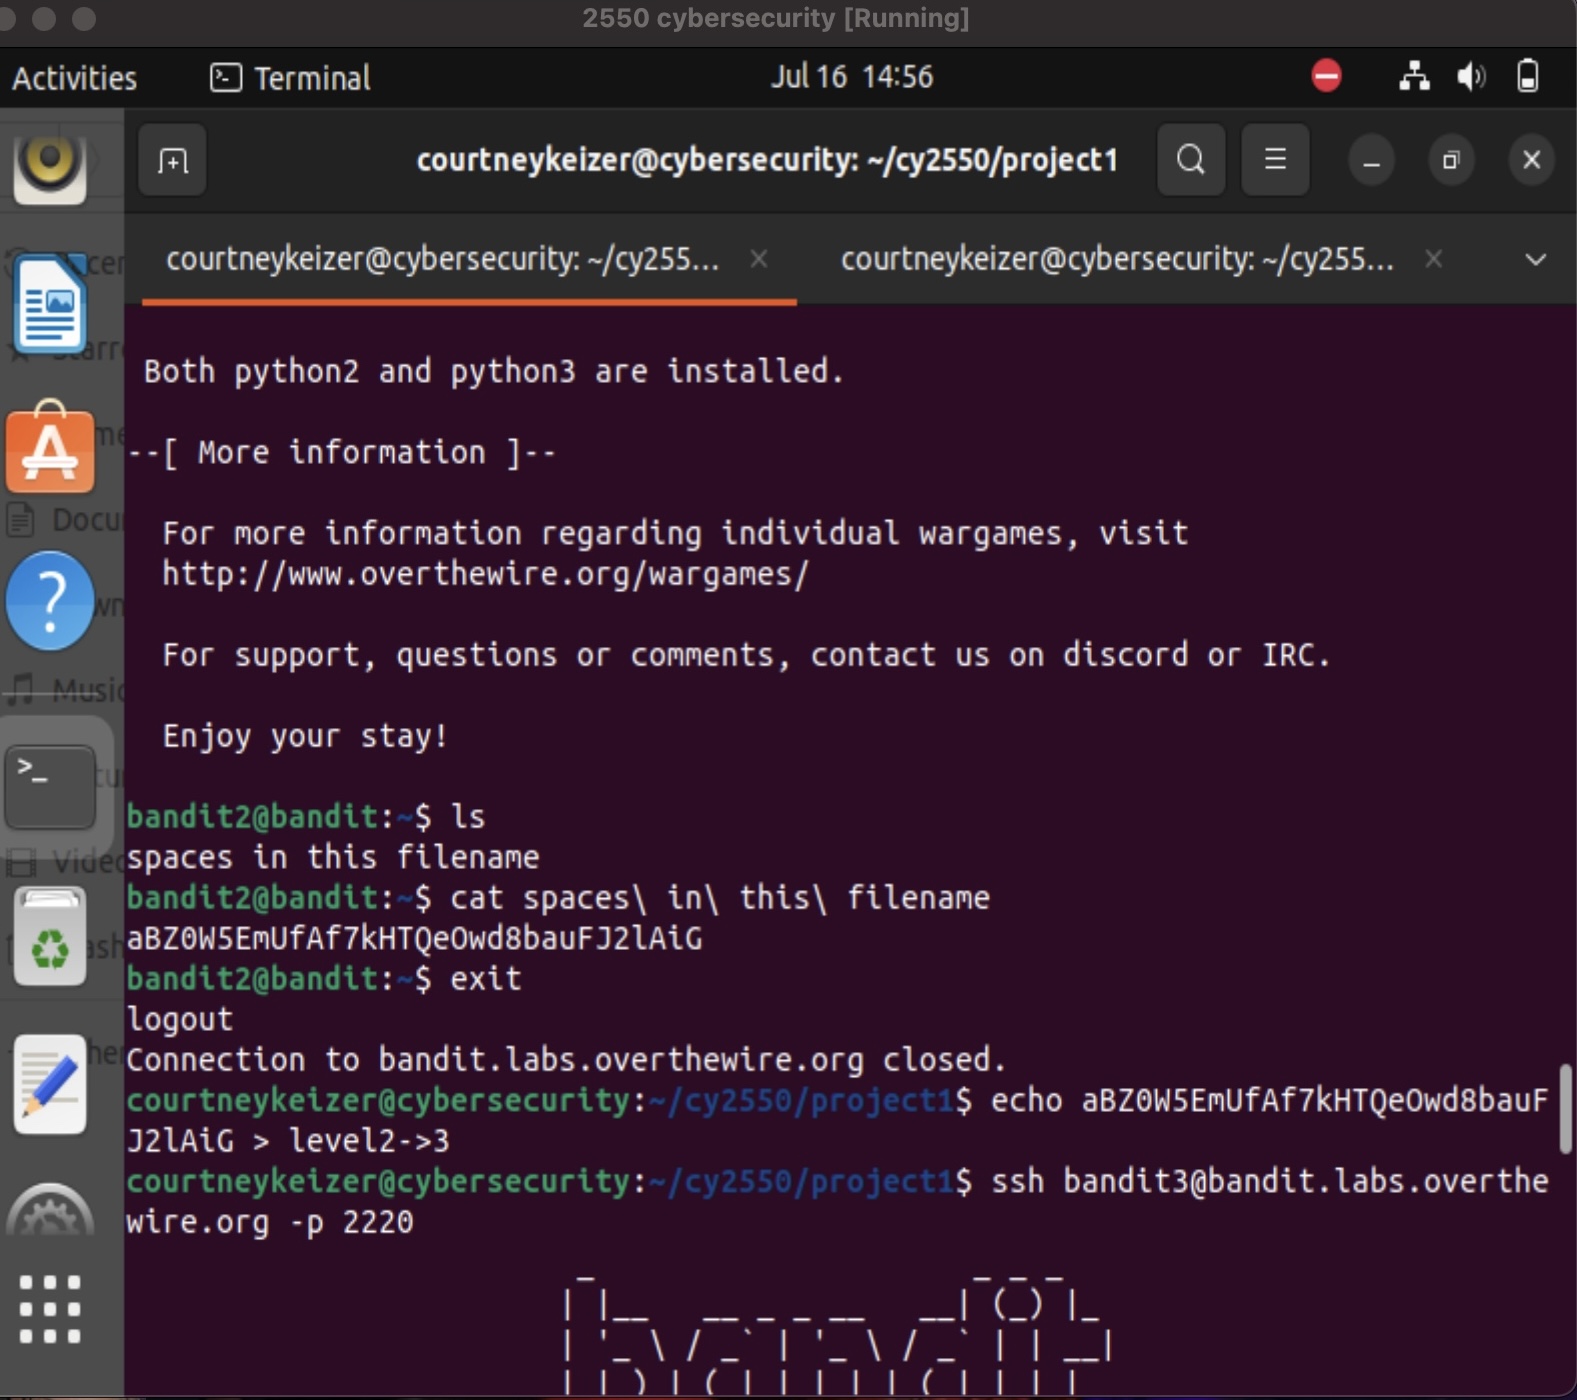 2550 cybersecurity [Running]
Activities Terminal Jul 16 14:56
courtneykeizer@cybersecurity: ~/cy2550/project1
courtneykeizer@cybersecurity: ~/cy255... × courtneykeizer@cybersecurity: ~/cy255... ×
Both python2 and python3 are installed.
--[ More information ]--
For more information regarding individual wargames, visit
http://www.overthewire.org/wargames/
For support, questions or comments, contact us on discord or IRC.
Enjoy your stay!
bandit2@bandit:~$ ls
spaces in this filename
bandit2@bandit:~$ cat spaces\ in\ this\ filename
aBZ0W5EmUfAf7kHTQeOwd8bauFJ2lAiG
bandit2@bandit:~$ exit
logout
Connection to bandit.labs.overthewire.org closed.
courtneykeizer@cybersecurity:~/cy2550/project1$ echo aBZ0W5EmUfAf7kHTQeOwd8bauF
J2lAiG > level2->3
courtneykeizer@cybersecurity:~/cy2550/project1$ ssh bandit3@bandit.labs.overthe
wire.org -p 2220